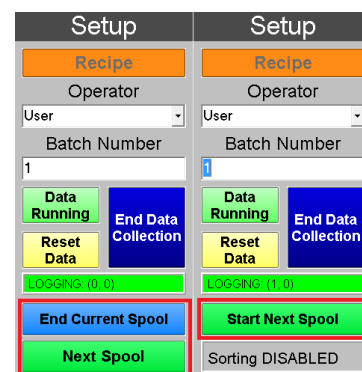 Setup
Recipe
Operator
User
Batch Number
1
Data
Running
Reset
Data
End Data
Collection
LOGGING: (0, 0)
End Current Spool
Next Spool
Setup
Recipe
Operator
User
Batch Number
1
Data
Running
Reset
Data
End Data
Collection
LOGGING: (1, 0)
Start Next Spool
Sorting DISABLED